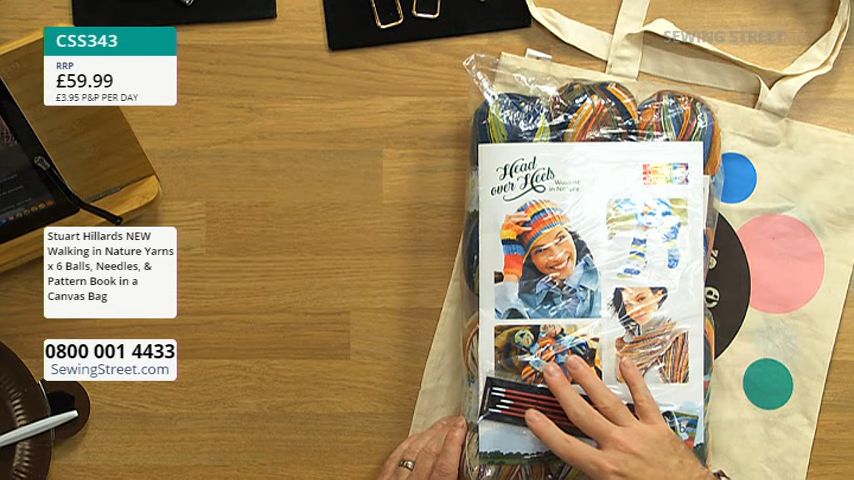 CSS343
RRP
£59.99
£3.95 P&P PER DAY
SEWING STREET
Head
over Heels
Walking
in Nature
Stuart Hillards NEW
Walking in Nature Yarns
x 6 Balls, Needles, &
Pattern Book in a
Canvas Bag
0800 001 4433
SewingStreet.com